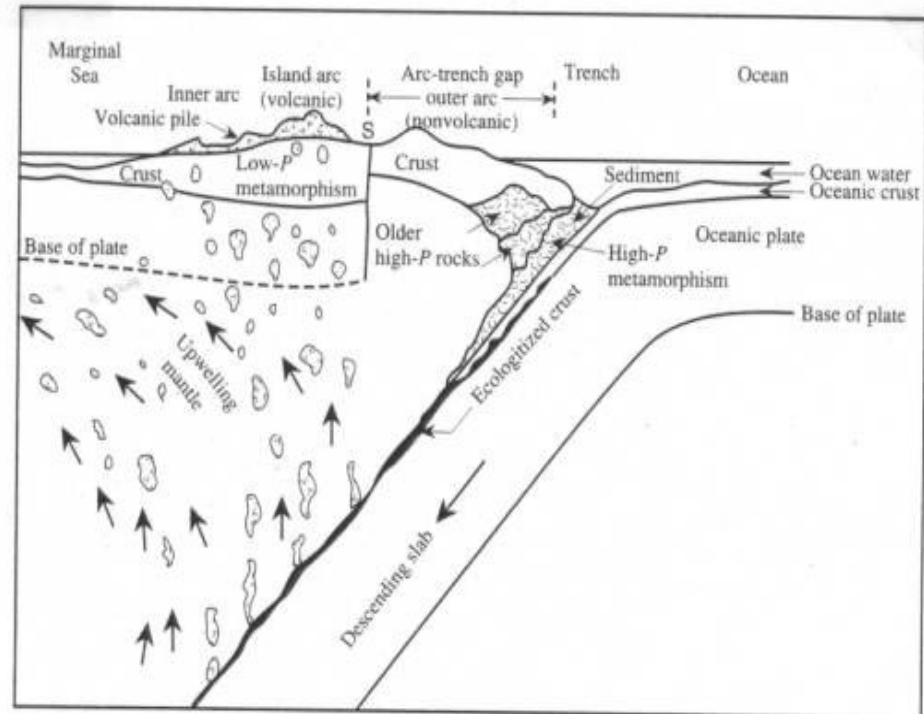 Marginal
Sea
Inner arc
Volcanic pile
Island arc
(volcanic)
Arc-trench gap
outer arc
(nonvolcanic)
Trench
Ocean
S
Crust
Low-P
metamorphism
Crust
Sediment
Ocean water
Oceanic crust
Older
high-P rocks
High-P
metamorphism
Oceanic plate
Base of plate
Base of plate
Upwelling
mantle
Ecologitized crust
Descending slab